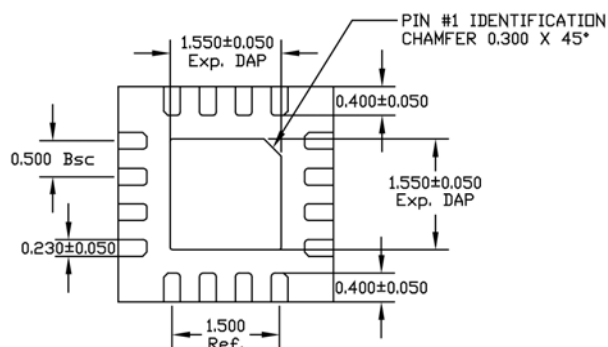 PIN #1 IDENTIFICATION
CHAMFER 0.300 X 45°
1.550±0.050
Exp. DAP
0.400±0.050
0.500 Bsc
1.550±0.050
Exp. DAP
0.230±0.050
0.400±0.050
1.500
Ref.